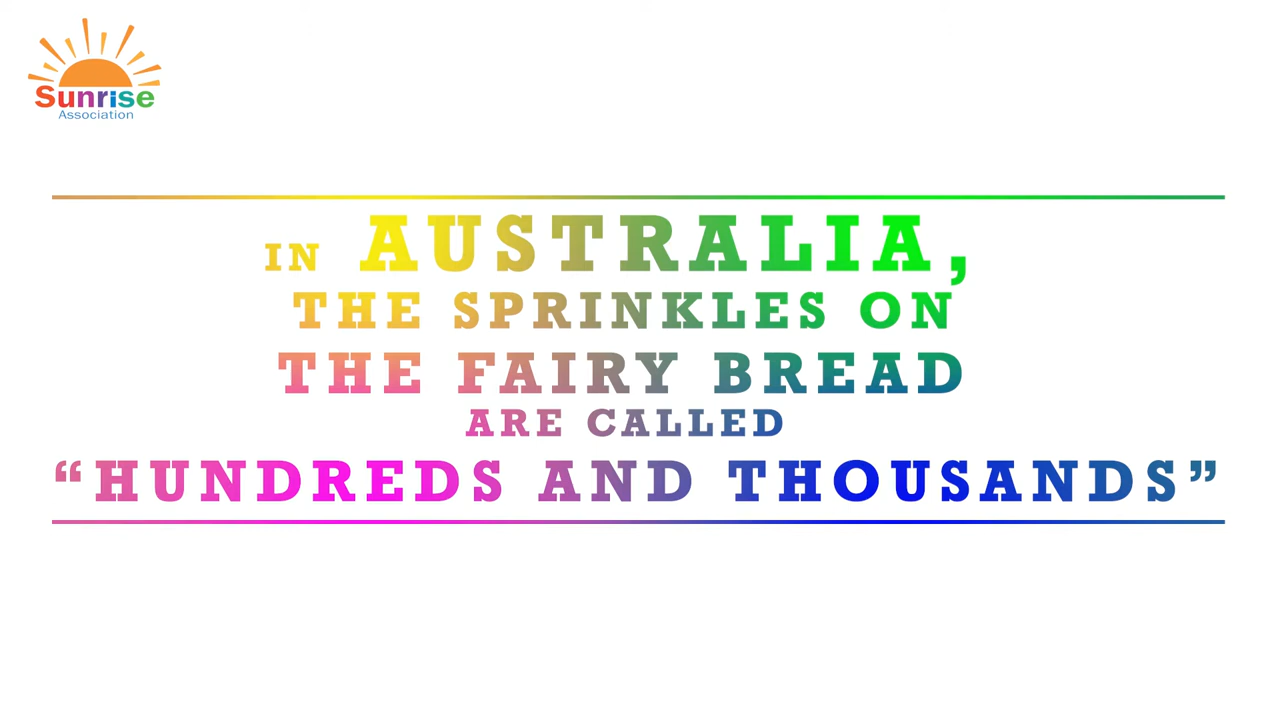 Sunrise
Association
IN AUSTRALIA,
THE SPRINKLES ON
THE FAIRY BREAD
ARE CALLED
“HUNDREDS AND THOUSANDS”